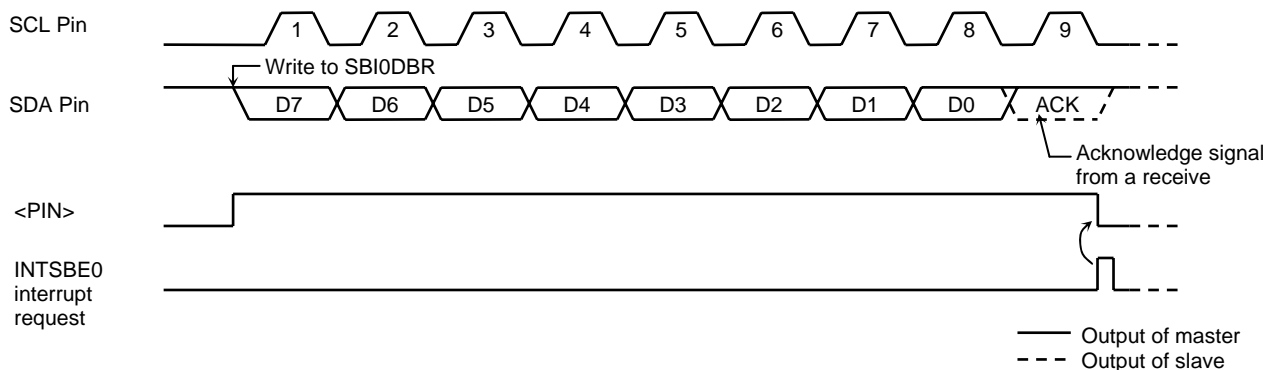 SCL Pin
1 2 3 4 5 6 7 8 9
Write to SBI0DBR
SDA Pin
D7 D6 D5 D4 D3 D2 D1 D0 ACK
Acknowledge signal
from a receive
<PIN>
INTSBE0
interrupt
request
Output of master
Output of slave